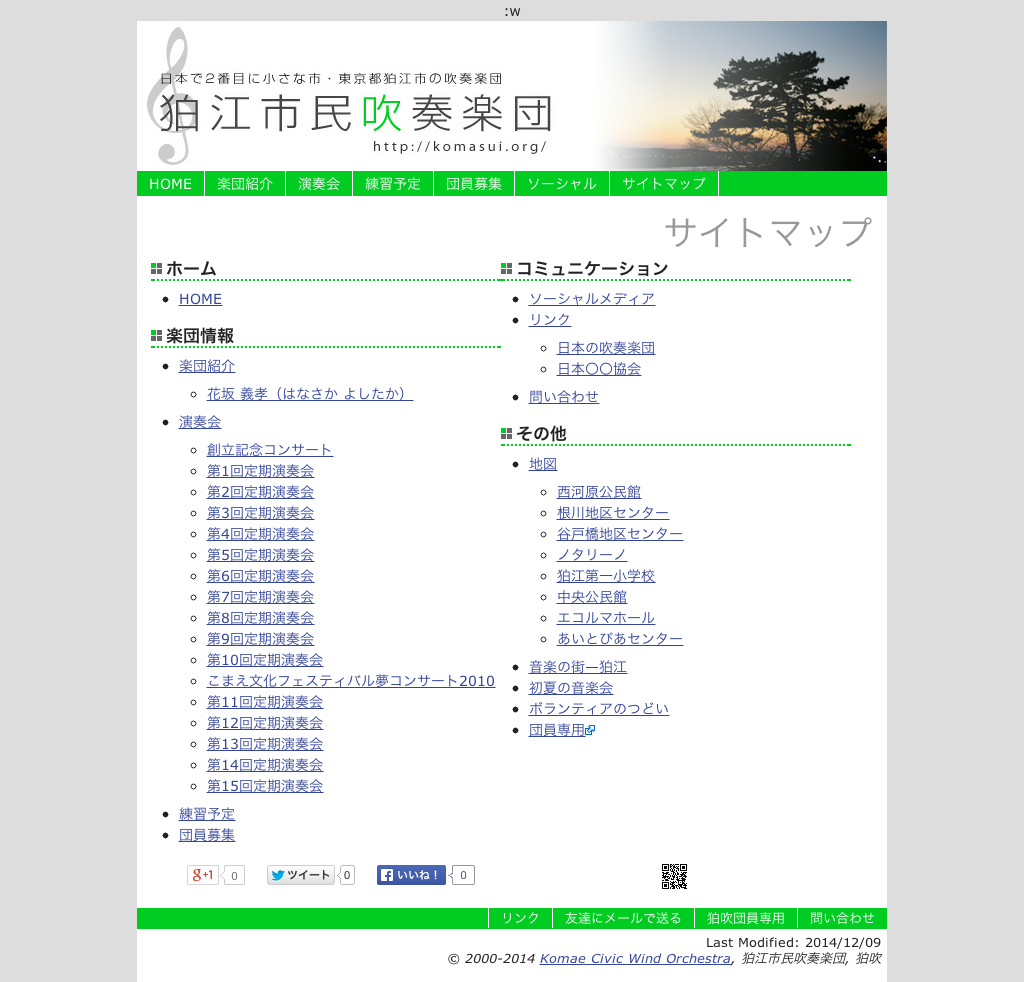 :w
日本で2番目に小さな市・東京都狛江市の吹奏楽団
狛江市民吹奏楽団
http://komasui.org/
HOME 楽団紹介 演奏会 練習予定 団員募集 ソーシャル サイトマップ
サイトマップ
ホーム
HOME
楽団情報
楽団紹介
花坂 義孝（はなさか よしたか）
演奏会
創立記念コンサート
第1回定期演奏会
第2回定期演奏会
第3回定期演奏会
第4回定期演奏会
第5回定期演奏会
第6回定期演奏会
第7回定期演奏会
第8回定期演奏会
第9回定期演奏会
第10回定期演奏会
こまえ文化フェスティバル夢コンサート2010
第11回定期演奏会
第12回定期演奏会
第13回定期演奏会
第14回定期演奏会
第15回定期演奏会
練習予定
団員募集
コミュニケーション
ソーシャルメディア
リンク
日本の吹奏楽団
日本〇〇協会
問い合わせ
その他
地図
西河原公民館
根川地区センター
谷戸橋地区センター
ノタリーノ
狛江第一小学校
中央公民館
エコルマホール
あいとぴあセンター
音楽の街―狛江
初夏の音楽会
ボランティアのつどい
団員専用
g+1 0 ツイート 0 いいね！ 0
リンク 友達にメールで送る 狛吹団員専用 問い合わせ
Last Modified: 2014/12/09
© 2000-2014 Komae Civic Wind Orchestra, 狛江市民吹奏楽団, 狛吹